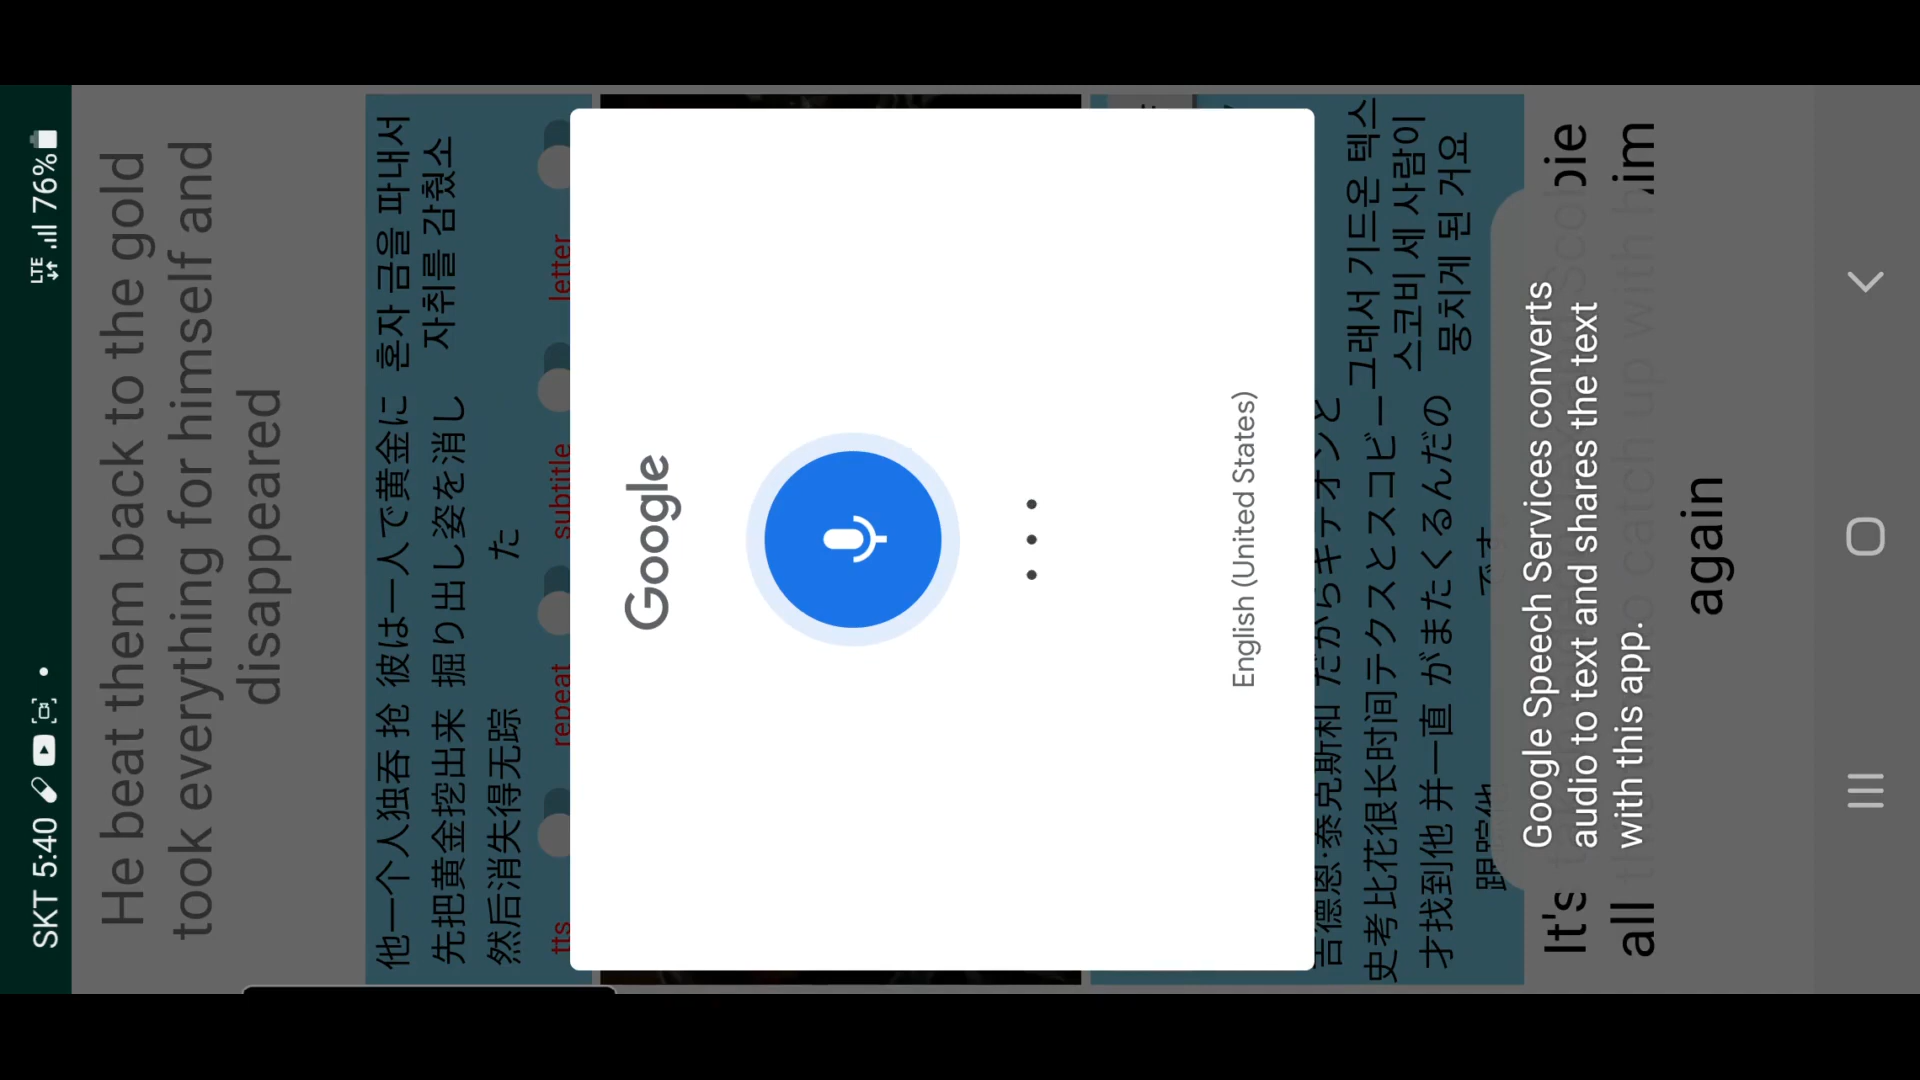 SKT 5:40
LTE
76%
He beat them back to the gold
took everything for himself and
disappeared
他一个人独吞 抢
先把黄金挖出来
然后消失得无踪
彼は一人で黄金に
掘り出し姿を消し
た
혼자 금을 파내서
자취를 감췄소
tts
repeat
subtitle
letter
Google
English (United States)
吉德恩·泰克斯和
史考比花很长时间
才找到他 并一直
跟踪他
だからキデオンと
テクスとスコビー
がまたくるんだの
です
그래서 기드온 텍스
스코비 세 사람이
뭉치게 된 거요
Google Speech Services converts
audio to text and shares the text
with this app.
It's
all
again